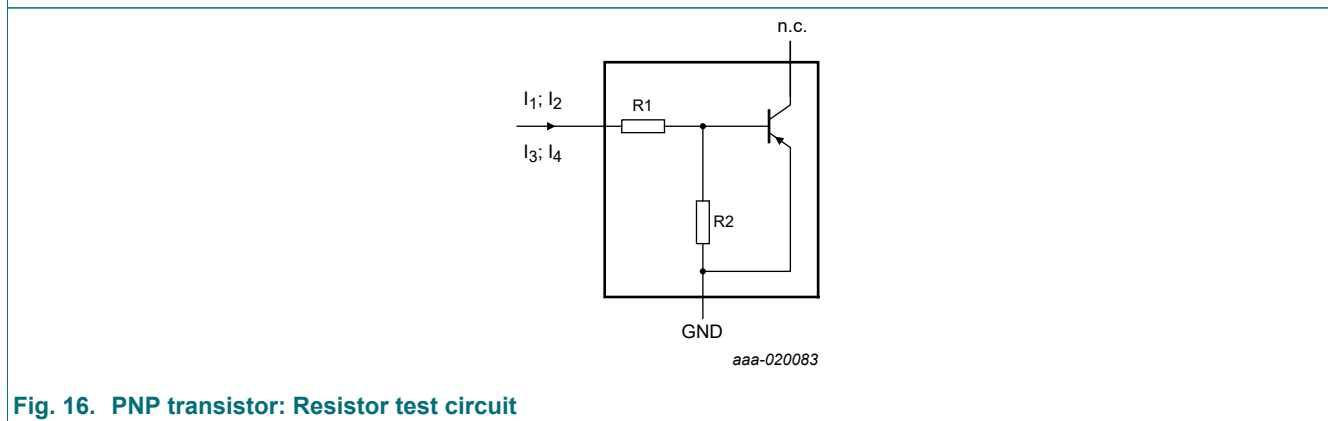 n.c.
I1; I2
R1
I3; I4
R2
GND
aaa-020083
Fig. 16. PNP transistor: Resistor test circuit